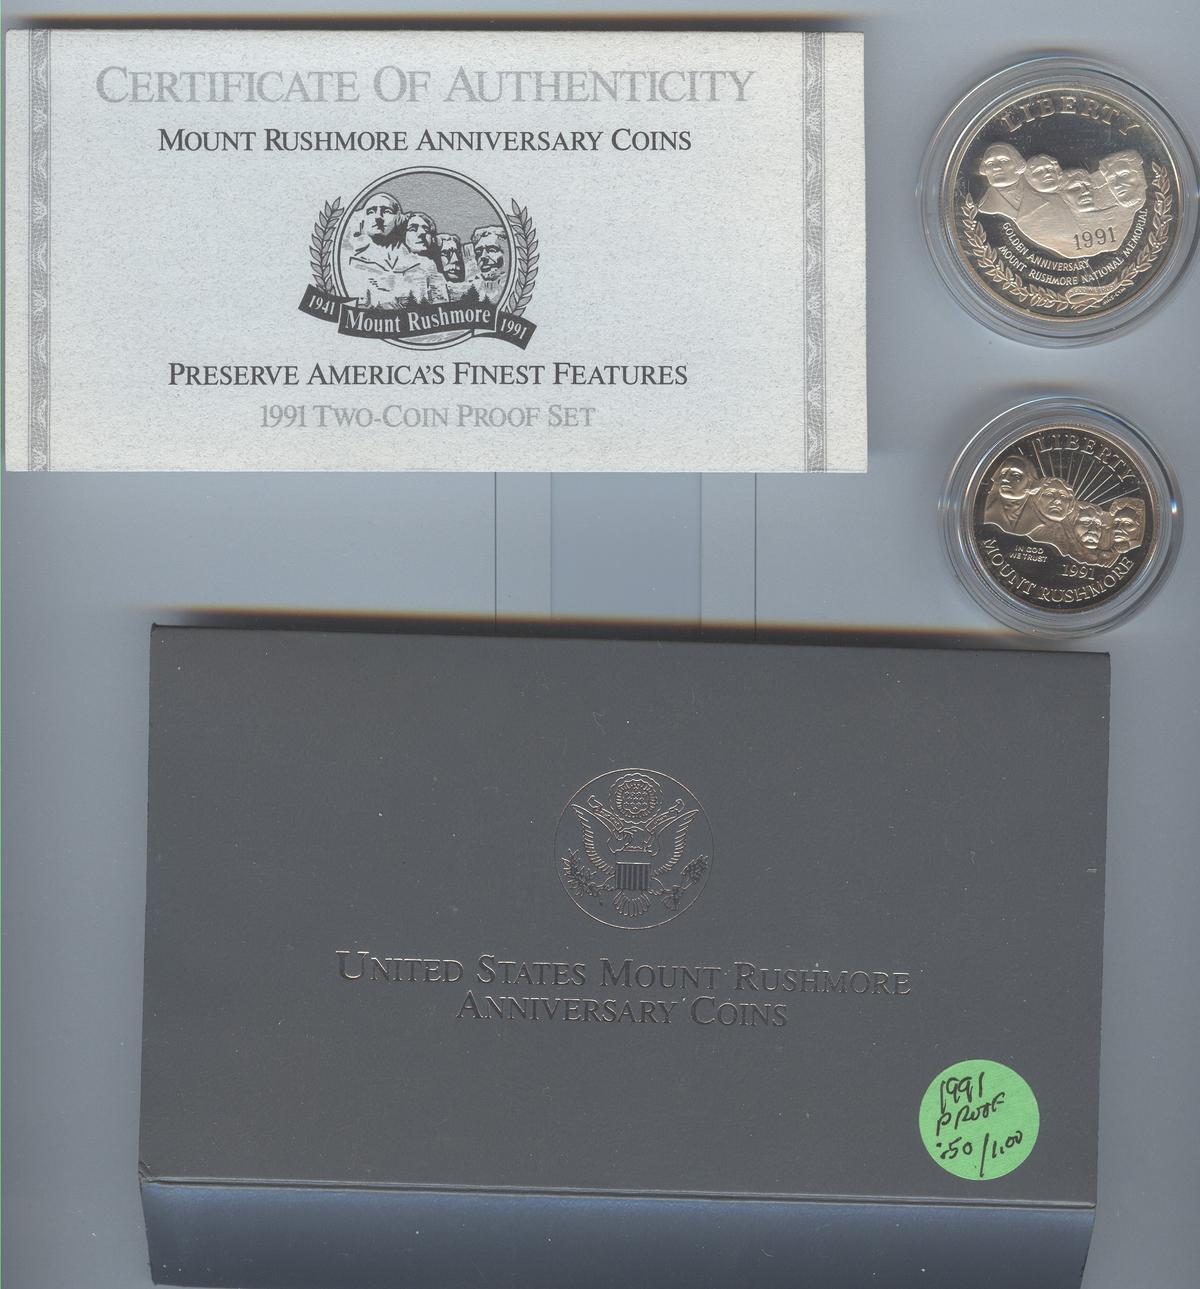 CERTIFICATE OF AUTHENTICITY
MOUNT RUSHMORE ANNIVERSARY COINS
1941 Mount Rushmore 1991
PRESERVE AMERICA'S FINEST FEATURES
1991 TWO-COIN PROOF SET
LIBERTY
1991
GOLDEN ANNIVERSARY
MOUNT RUSHMORE NATIONAL MEMORIAL
LIBERTY
IN GOD
WE TRUST
1991
MOUNT RUSHMORE
UNITED STATES MOUNT RUSHMORE
ANNIVERSARY COINS
1991
PROOF
.50/1.00